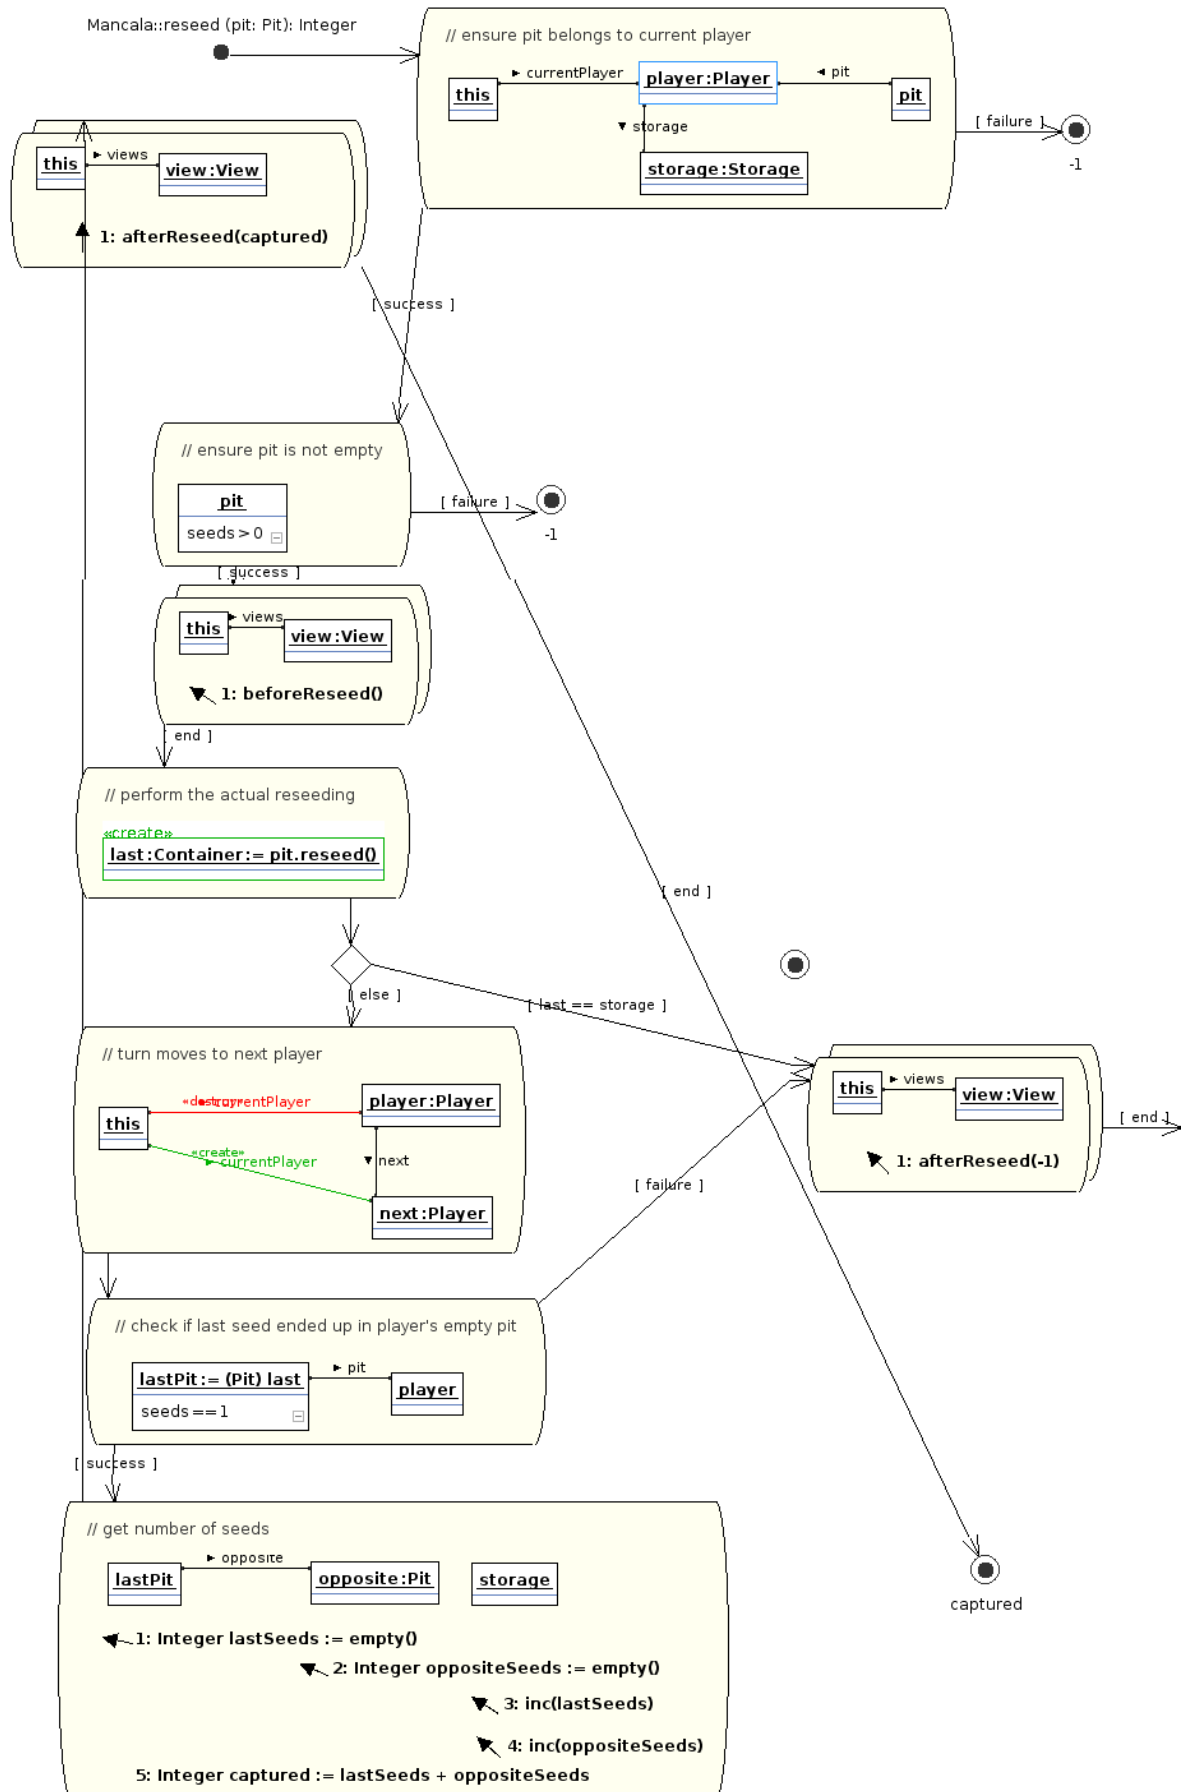 Mancala::reseed (pit: Pit): Integer
// ensure pit belongs to current player
this
► currentPlayer
player:Player
◄ pit
pit
▼ storage
storage:Storage
[ failure ]
-1
this
► views
view:View
1: afterReseed(captured)
[ success ]
// ensure pit is not empty
pit
seeds > 0
[ failure ]
-1
[ success ]
this
► views
view:View
1: beforeReseed()
[ end ]
// perform the actual reseeding
«create»
last:Container:= pit.reseed()
[ end ]
[ else ]
[ last == storage ]
// turn moves to next player
this
«destroy»
► currentPlayer
player:Player
«create»
► currentPlayer
▼ next
next:Player
this
► views
view:View
1: afterReseed(-1)
[ end ]
[ failure ]
// check if last seed ended up in player's empty pit
lastPit:= (Pit) last
seeds == 1
► pit
player
[ success ]
// get number of seeds
lastPit
► opposite
opposite:Pit
storage
captured
1: Integer lastSeeds := empty()
2: Integer oppositeSeeds := empty()
3: inc(lastSeeds)
4: inc(oppositeSeeds)
5: Integer captured := lastSeeds + oppositeSeeds